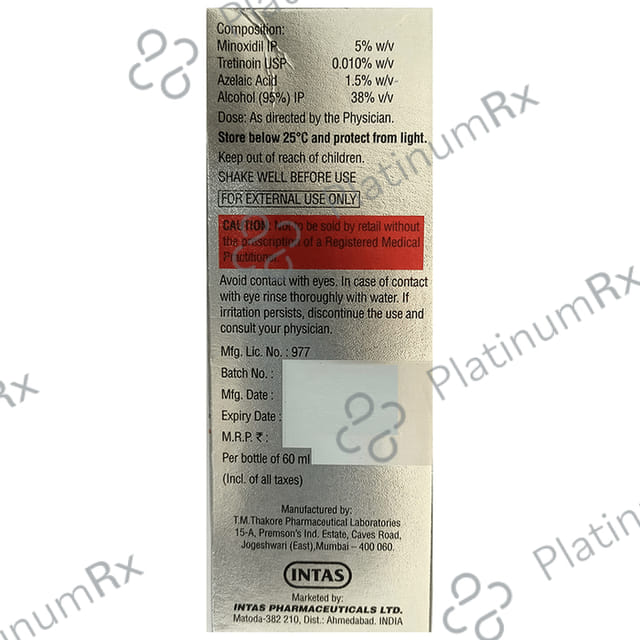 Composition:
Minoxidil IP 5% w/v
Tretinoin USP 0.010% w/v
Azelaic Acid 1.5% w/v
Alcohol (95%) IP 38% v/v
Dose: As directed by the Physician.
Store below 25°C and protect from light.
Keep out of reach of children.
SHAKE WELL BEFORE USE
FOR EXTERNAL USE ONLY
CAUTION: Not to be sold by retail without
the prescription of a Registered Medical
Practitioner.
Avoid contact with eyes. In case of contact
with eye rinse thoroughly with water. If
irritation persists, discontinue the use and
consult your physician.
Mfg. Lic. No. : 977
Batch No. :
Mfg. Date :
Expiry Date :
M.R.P. ₹ :
Per bottle of 60 ml
(Incl. of all taxes)
Manufactured by:
T.M.Thakore Pharmaceutical Laboratories
15-A, Premson's Ind. Estate, Caves Road,
Jogeshwari (East),Mumbai – 400 060.
INTAS
Marketed by:
INTAS PHARMACEUTICALS LTD.
Matoda-382 210, Dist.: Ahmedabad. INDIA
PlatinumRx
PlatinumRx
Rx
PlatinumRx
PlatinumRx